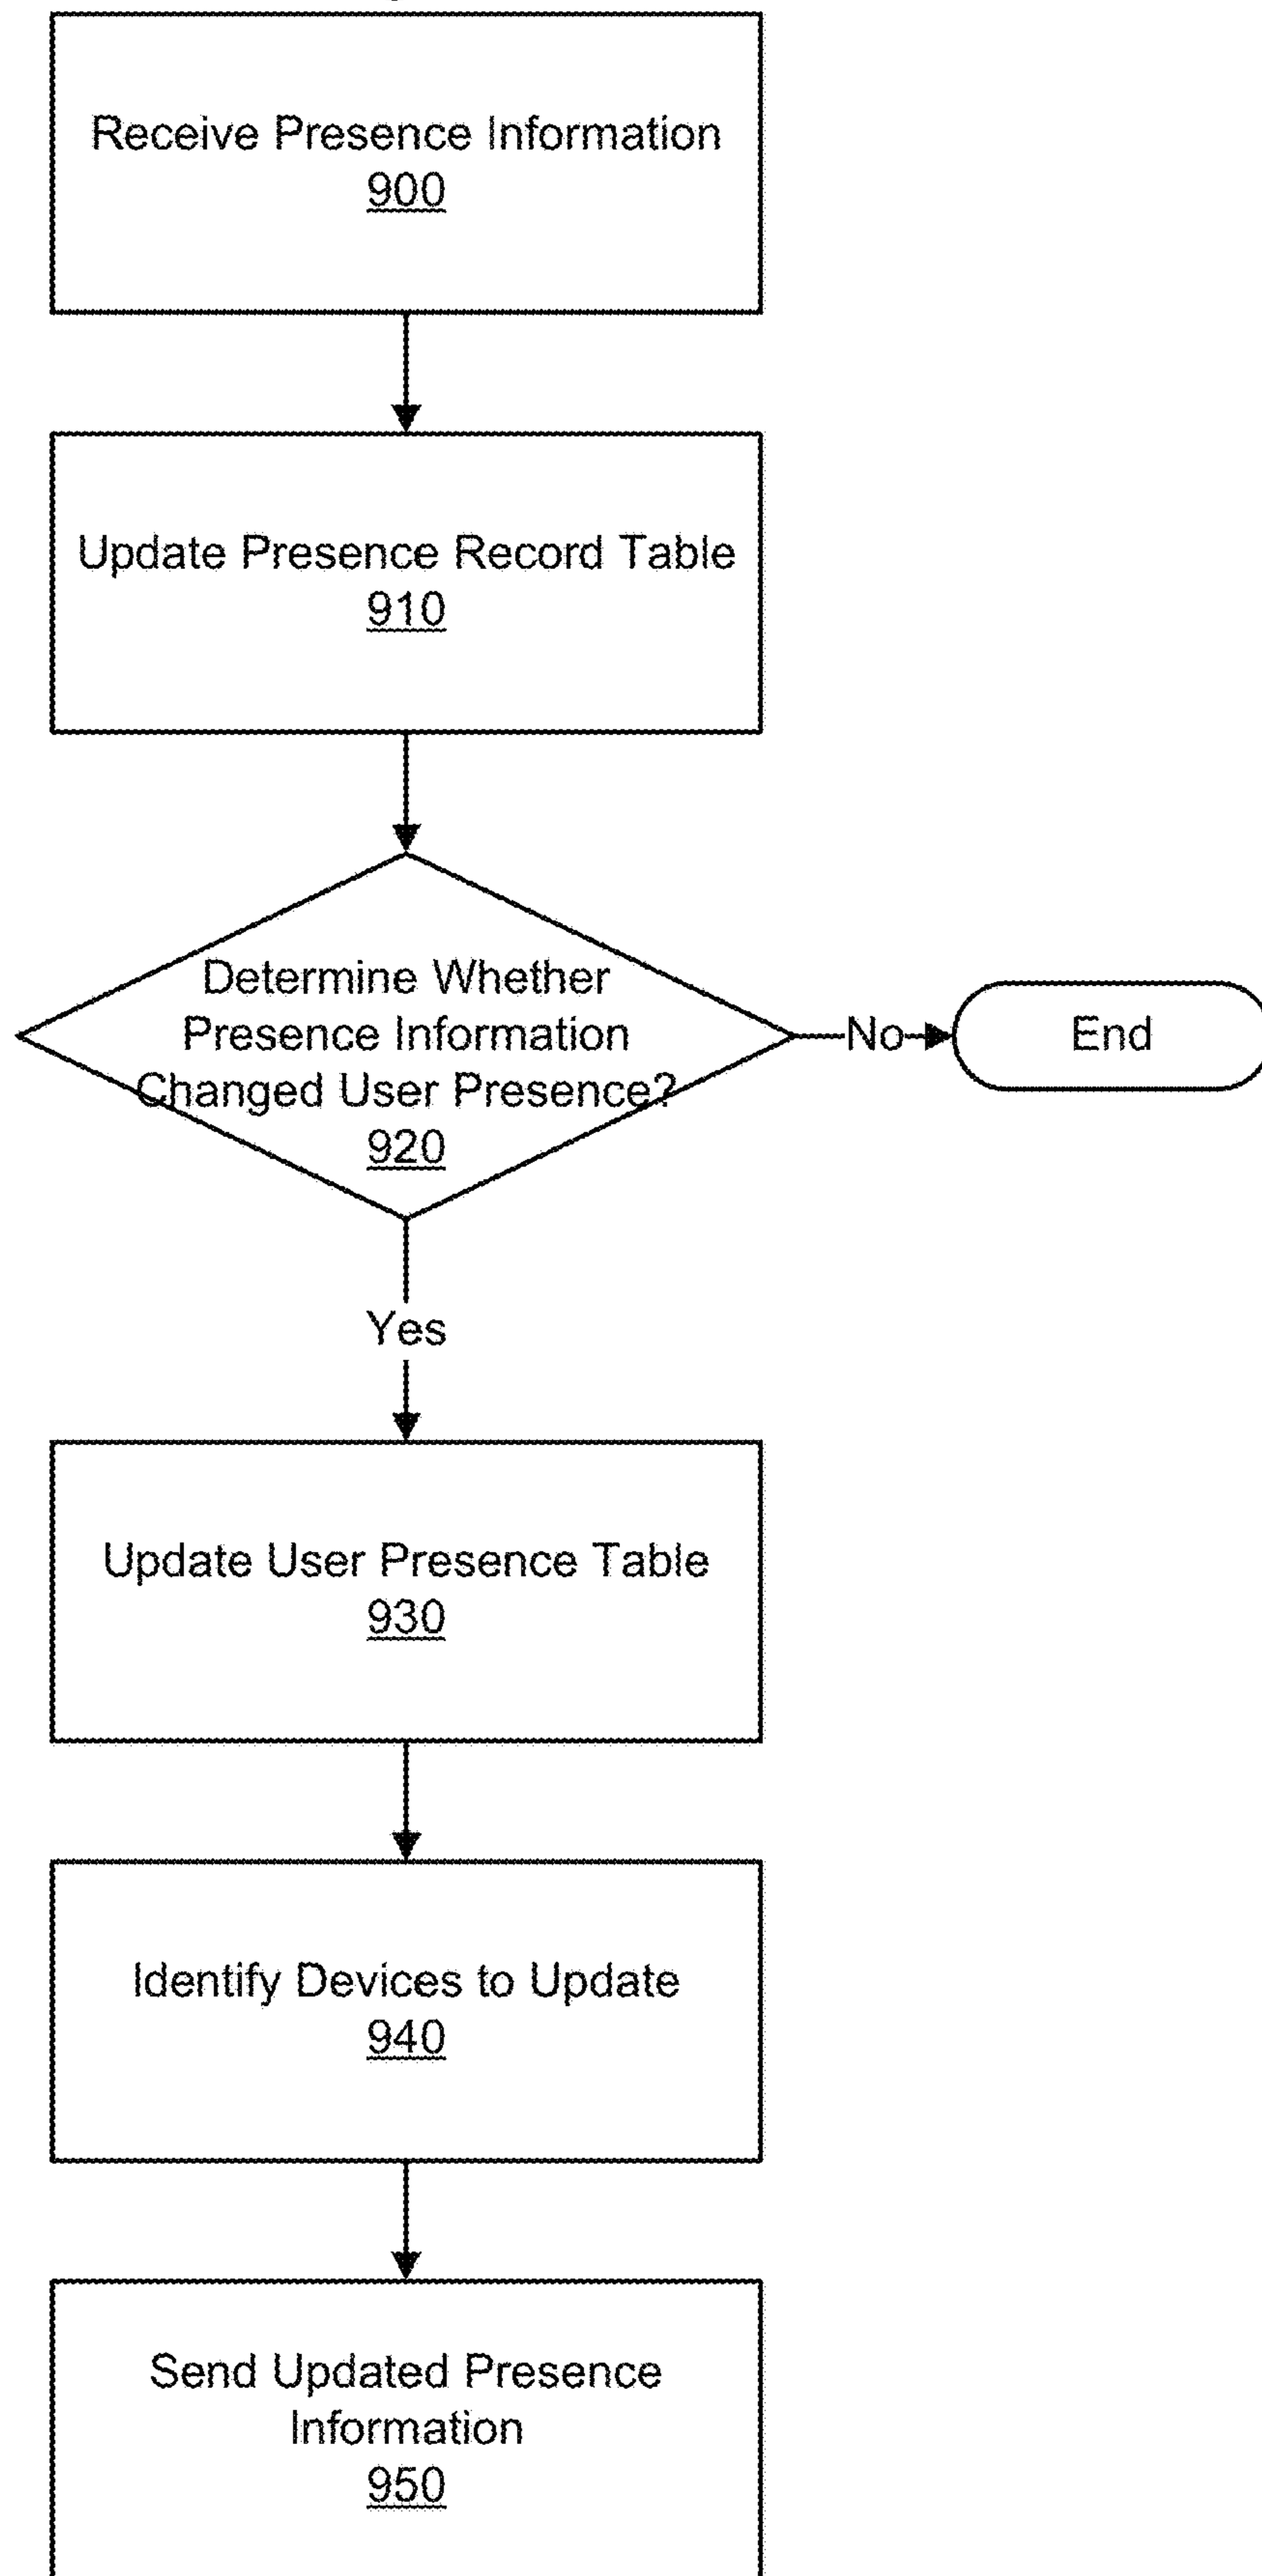 Receive Presence Information
900
Update Presence Record Table
910
Determine Whether
Presence Information
Changed User Presence?
920
No
End
Yes
Update User Presence Table
930
Identify Devices to Update
940
Send Updated Presence
Information
950